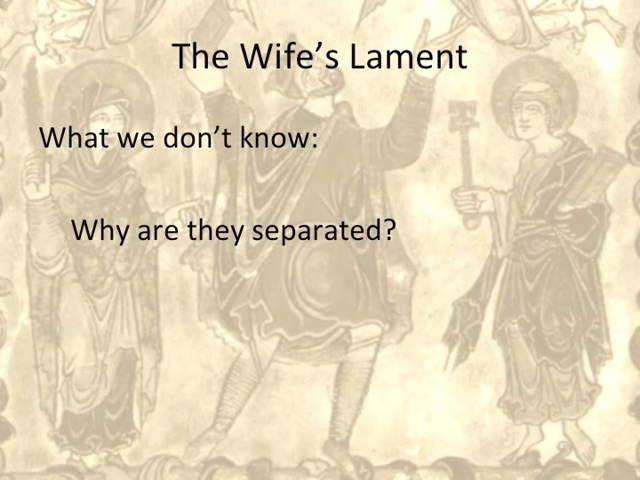 The Wife’s Lament
What we don’t know:
Why are they separated?